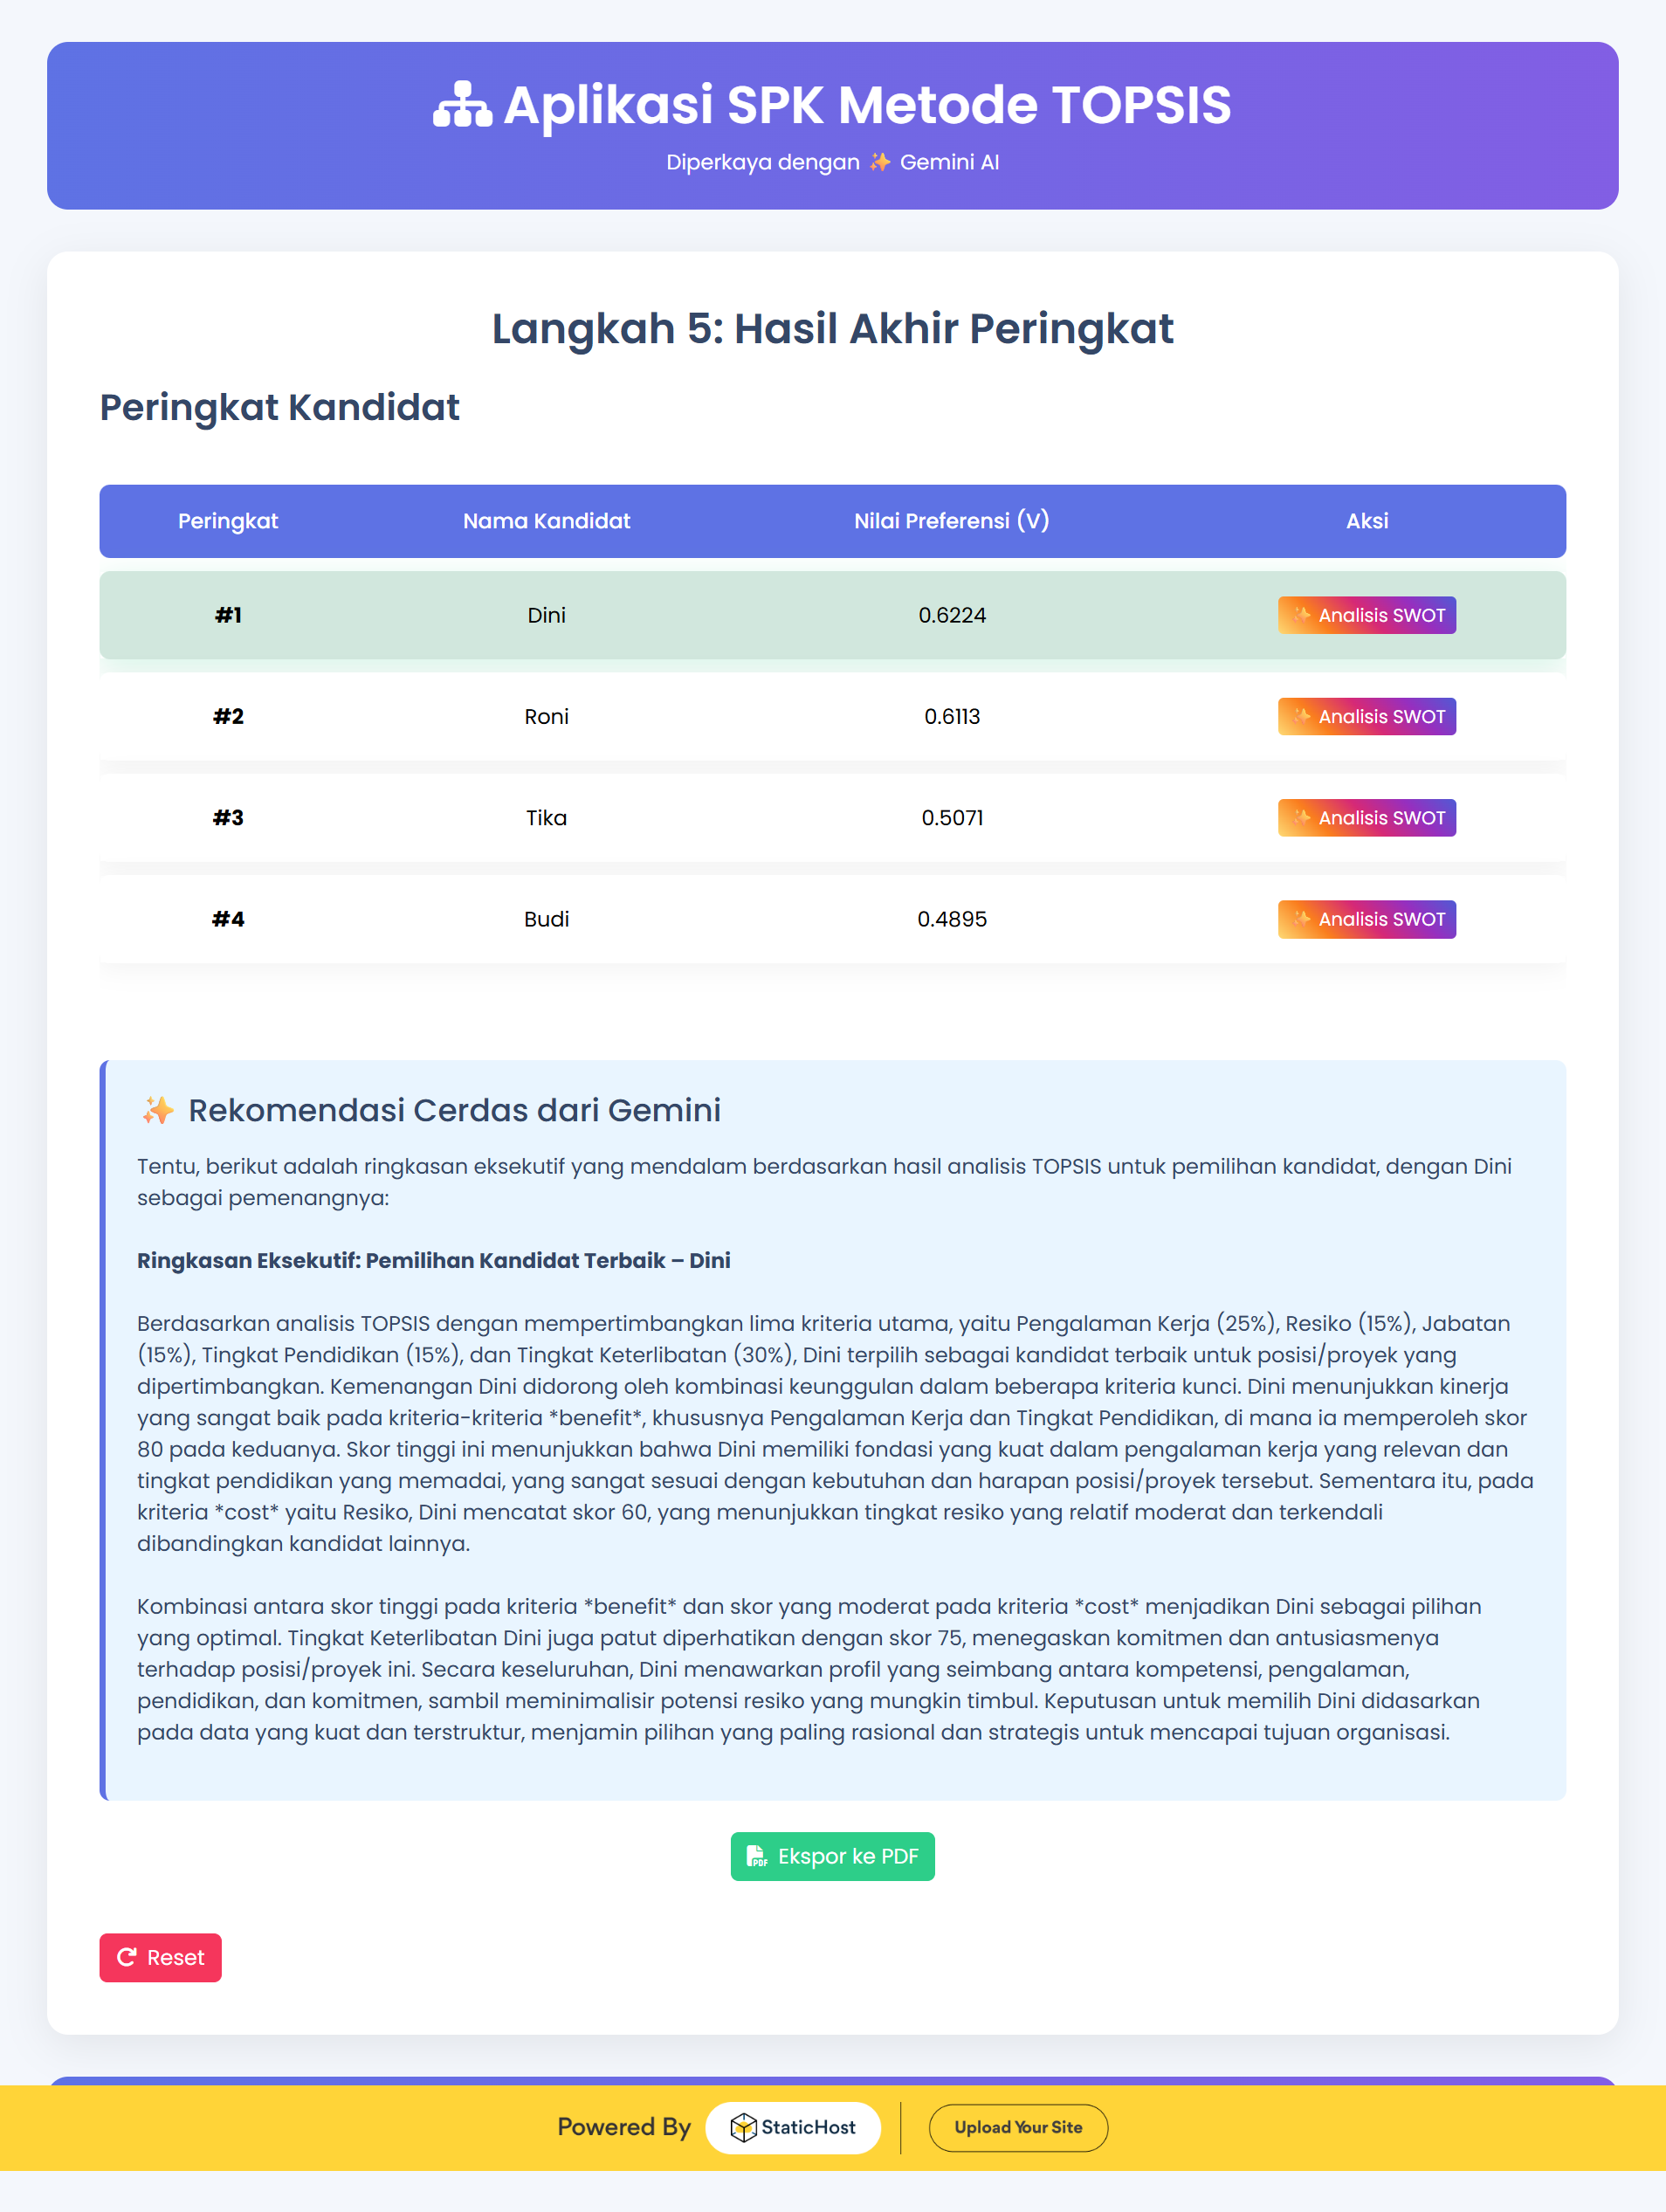 Aplikasi SPK Metode TOPSIS
Diperkaya dengan ✨ Gemini AI
Langkah 5: Hasil Akhir Peringkat
Peringkat Kandidat
Peringkat Nama Kandidat Nilai Preferensi (V) Aksi
#1 Dini 0.6224 ✨ Analisis SWOT
#2 Roni 0.6113 ✨ Analisis SWOT
#3 Tika 0.5071 ✨ Analisis SWOT
#4 Budi 0.4895 ✨ Analisis SWOT
✨ Rekomendasi Cerdas dari Gemini
Tentu, berikut adalah ringkasan eksekutif yang mendalam berdasarkan hasil analisis TOPSIS untuk pemilihan kandidat, dengan Dini
sebagai pemenangnya:
Ringkasan Eksekutif: Pemilihan Kandidat Terbaik – Dini
Berdasarkan analisis TOPSIS dengan mempertimbangkan lima kriteria utama, yaitu Pengalaman Kerja (25%), Resiko (15%), Jabatan
(15%), Tingkat Pendidikan (15%), dan Tingkat Keterlibatan (30%), Dini terpilih sebagai kandidat terbaik untuk posisi/proyek yang
dipertimbangkan. Kemenangan Dini didorong oleh kombinasi keunggulan dalam beberapa kriteria kunci. Dini menunjukkan kinerja
yang sangat baik pada kriteria-kriteria *benefit*, khususnya Pengalaman Kerja dan Tingkat Pendidikan, di mana ia memperoleh skor
80 pada keduanya. Skor tinggi ini menunjukkan bahwa Dini memiliki fondasi yang kuat dalam pengalaman kerja yang relevan dan
tingkat pendidikan yang memadai, yang sangat sesuai dengan kebutuhan dan harapan posisi/proyek tersebut. Sementara itu, pada
kriteria *cost* yaitu Resiko, Dini mencatat skor 60, yang menunjukkan tingkat resiko yang relatif moderat dan terkendali
dibandingkan kandidat lainnya.
Kombinasi antara skor tinggi pada kriteria *benefit* dan skor yang moderat pada kriteria *cost* menjadikan Dini sebagai pilihan
yang optimal. Tingkat Keterlibatan Dini juga patut diperhatikan dengan skor 75, menegaskan komitmen dan antusiasmenya
terhadap posisi/proyek ini. Secara keseluruhan, Dini menawarkan profil yang seimbang antara kompetensi, pengalaman,
pendidikan, dan komitmen, sambil meminimalisir potensi resiko yang mungkin timbul. Keputusan untuk memilih Dini didasarkan
pada data yang kuat dan terstruktur, menjamin pilihan yang paling rasional dan strategis untuk mencapai tujuan organisasi.
PDF Ekspor ke PDF
Reset
Powered By StaticHost Upload Your Site